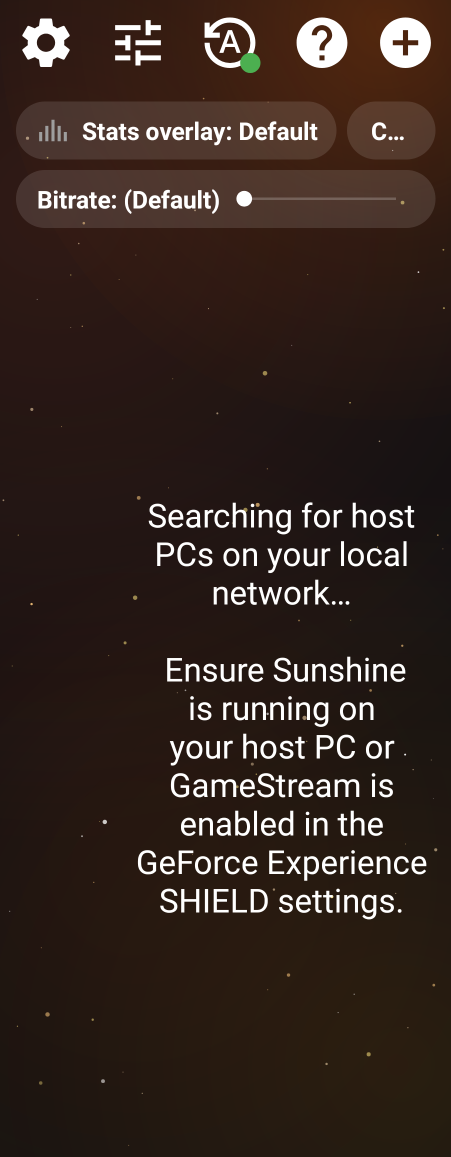 A
?
Stats overlay: Default
C...
Bitrate: (Default)
Searching for host
PCs on your local
network...
Ensure Sunshine
is running on
your host PC or
GameStream is
enabled in the
GeForce Experience
SHIELD settings.